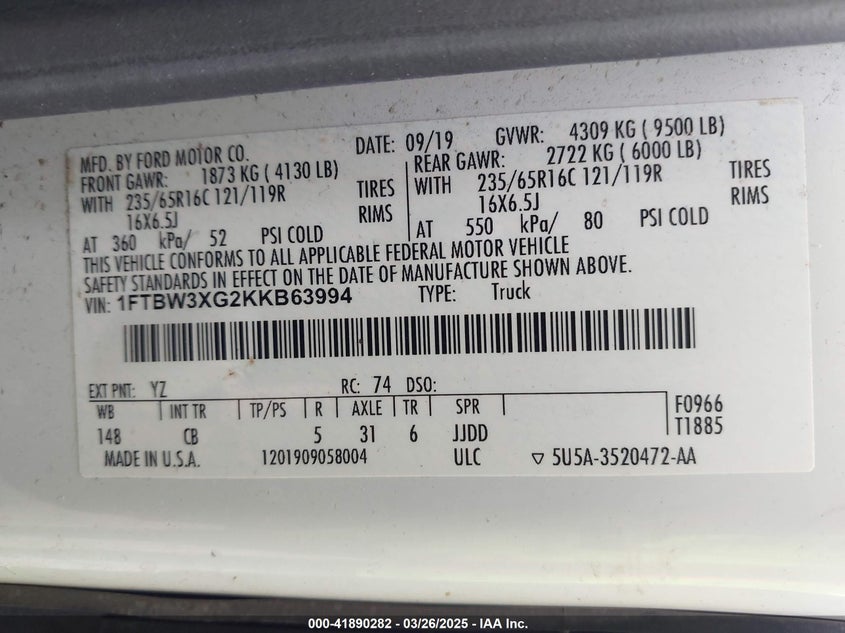 MFD. BY FORD MOTOR CO. DATE: 09/19 GVWR: 4309 KG ( 9500 LB)
FRONT GAWR: 1873 KG ( 4130 LB) REAR GAWR: 2722 KG ( 6000 LB)
WITH 235/65R16C 121/119R TIRES WITH 235/65R16C 121/119R TIRES
16X6.5J RIMS 16X6.5J RIMS
AT 360 kPa/ 52 PSI COLD AT 550 kPa/ 80 PSI COLD
THIS VEHICLE CONFORMS TO ALL APPLICABLE FEDERAL MOTOR VEHICLE
SAFETY STANDARDS IN EFFECT ON THE DATE OF MANUFACTURE SHOWN ABOVE.
VIN: 1FTBW3XG2KKB63994 TYPE: Truck
EXT PNT: YZ RC: 74 DSO:
WB INT TR TP/PS R AXLE TR SPR F0966
148 CB 5 31 6 JJDD T1885
MADE IN U.S.A. 1201909058004 ULC ▽ 5U5A-3520472-AA
000-41890282 / 03/26/2025 - IAA Inc.